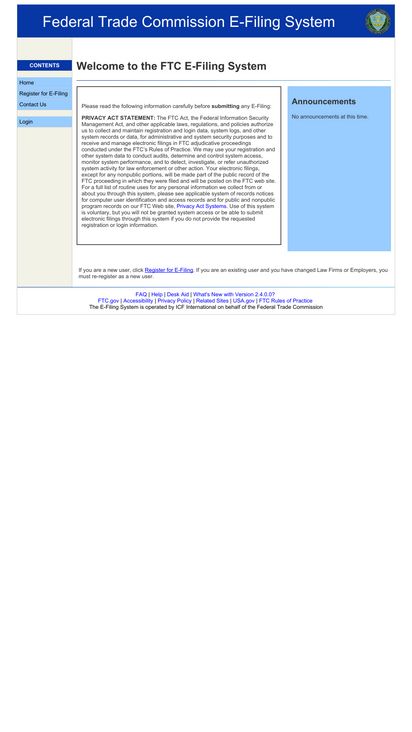 Federal Trade Commission E-Filing System
CONTENTS
Home
Register for E-Filing
Contact Us
Login
Welcome to the FTC E-Filing System
Please read the following information carefully before submitting any E-Filing:
PRIVACY ACT STATEMENT: The FTC Act, the Federal Information Security
Management Act, and other applicable laws, regulations, and policies authorize
us to collect and maintain registration and login data, system logs, and other
system records or data, for administrative and system security purposes and to
receive and manage electronic filings in FTC adjudicative proceedings
conducted under the FTC's Rules of Practice. We may use your registration and
other system data to conduct audits, determine and control system access,
monitor system performance, and to detect, investigate, or refer unauthorized
system activity for law enforcement or other action. Your electronic filings,
except for any nonpublic portions, will be made part of the public record of the
FTC proceeding in which they were filed and will be posted on the FTC web site.
For a full list of routine uses for any personal information we collect from or
about you through this system, please see applicable system of records notices
for computer user identification and access records and for public and nonpublic
program records on our FTC Web site, Privacy Act Systems. Use of this system
is voluntary, but you will not be granted system access or be able to submit
electronic filings through this system if you do not provide the requested
registration or login information.
Announcements
No announcements at this time.
If you are a new user, click Register for E-Filing. If you are an existing user and you have changed Law Firms or Employers, you
must re-register as a new user.
FAQ | Help | Desk Aid | What's New with Version 2.4.0.0?
FTC.gov | Accessibility | Privacy Policy | Related Sites | USA.gov | FTC Rules of Practice
The E-Filing System is operated by ICF International on behalf of the Federal Trade Commission